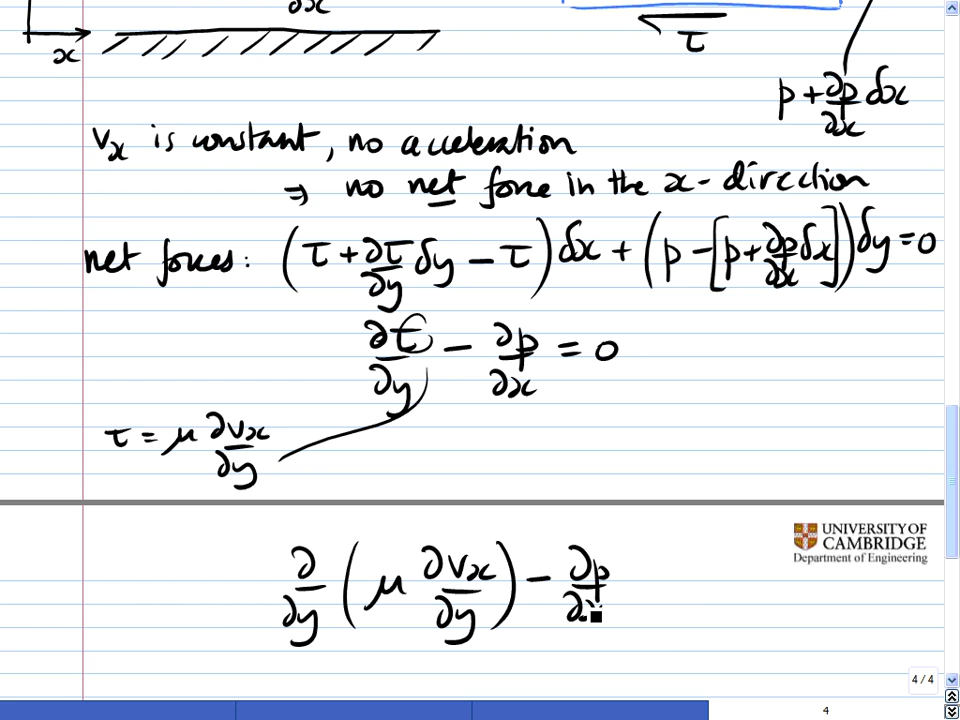 δx
x
τ
p + ∂p/∂x δx
vₓ is constant, no acceleration
⇒ no net force in the x-direction
net forces: (τ + ∂τ/∂y δy − τ) δx + (p − [p + ∂p/∂x δx]) δy = 0
∂τ/∂y − ∂p/∂x = 0
τ = μ ∂vₓ/∂y
UNIVERSITY OF
CAMBRIDGE
Department of Engineering
∂/∂y (μ ∂vₓ/∂y) − ∂p/∂x
4 / 4
4